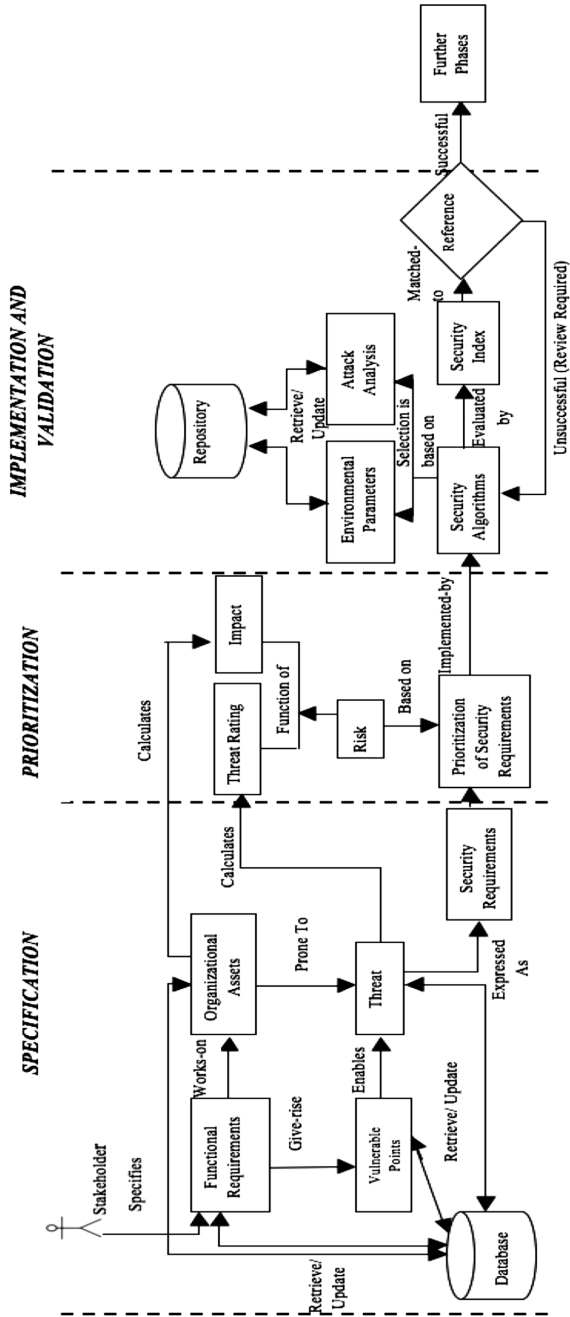 SPECIFICATION
PRIORITIZATION
IMPLEMENTATION AND
VALIDATION
Stakeholder
Specifies
Functional
Requirements
Works-on
Organizational
Assets
Calculates
Give-rise
Prone To
Vulnerable
Points
Enables
Threat
Calculates
Retrieve/
Update
Database
Retrieve/ Update
Expressed
As
Security
Requirements
Threat Rating
Impact
Function of
Risk
Based on
Prioritization
of Security
Requirements
Implemented-by
Repository
Retrieve/
Update
Environmental
Parameters
Attack
Analysis
Selection is
based on
Security
Algorithms
Evaluated
by
Security
Index
Matched-
to
Reference
Successful
Further
Phases
Unsuccessful (Review Required)